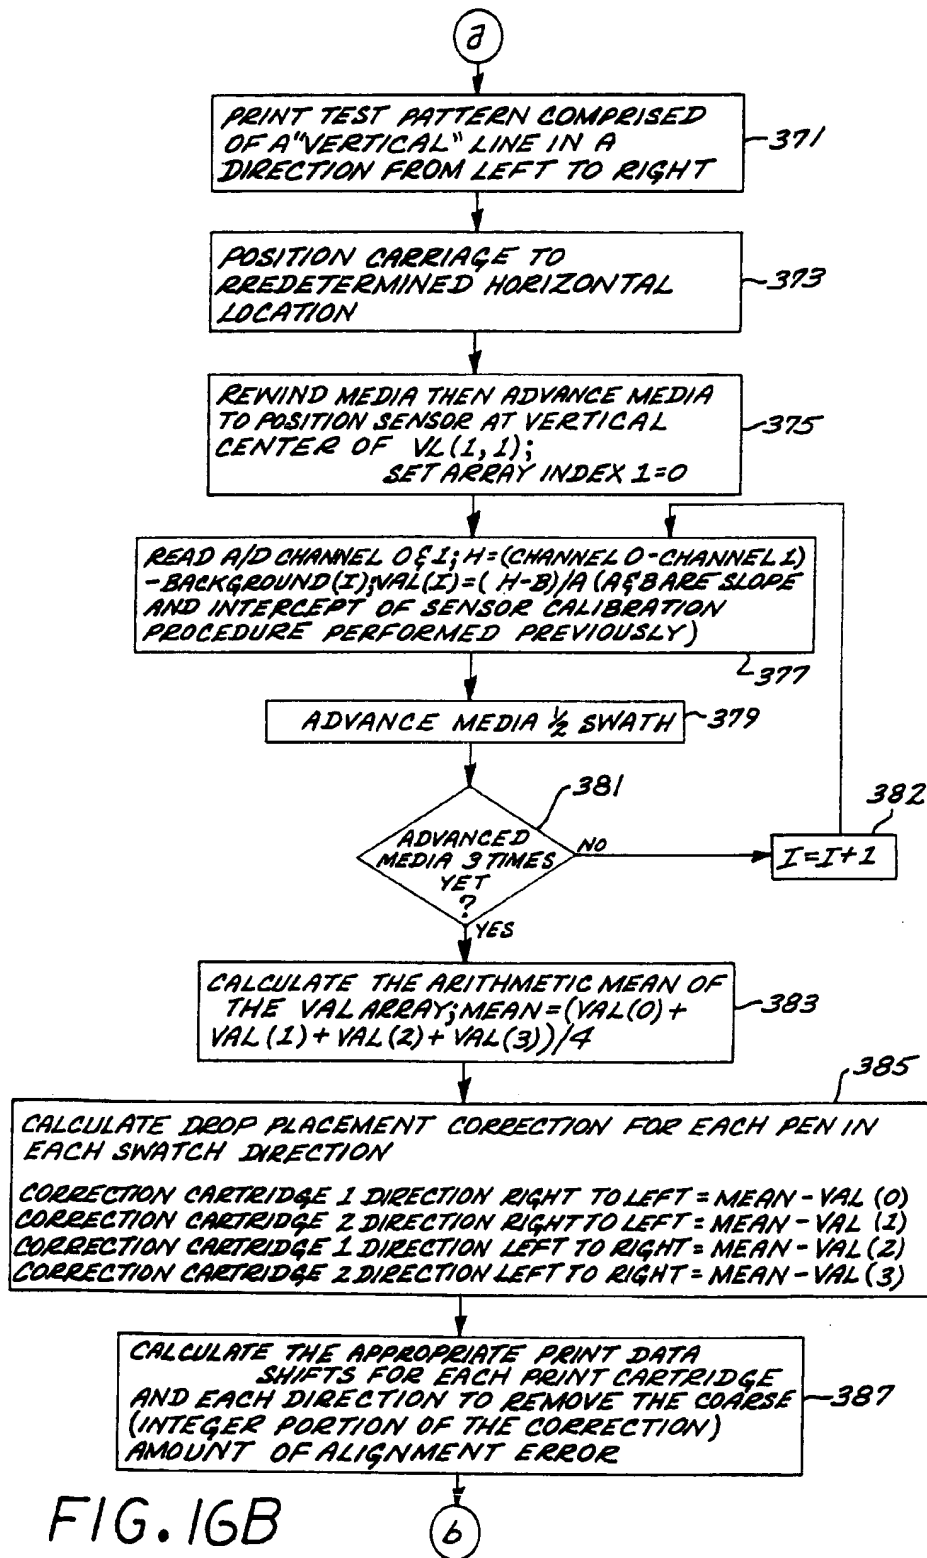 a
PRINT TEST PATTERN COMPRISED
OF A "VERTICAL" LINE IN A
DIRECTION FROM LEFT TO RIGHT
371
POSITION CARRIAGE TO
RREDETERMINED HORIZONTAL
LOCATION
373
REWIND MEDIA THEN ADVANCE MEDIA
TO POSITION SENSOR AT VERTICAL
CENTER OF VL(1,1);
SET ARRAY INDEX 1=0
375
READ A/D CHANNEL 0 & 1; H=(CHANNEL 0-CHANNEL 1)
-BACKGROUND(I); VAL(I)=(H-B)/A (A & B ARE SLOPE
AND INTERCEPT OF SENSOR CALIBRATION
PROCEDURE PERFORMED PREVIOUSLY)
377
ADVANCE MEDIA 1/2 SWATH
379
381
382
ADVANCED
MEDIA 3 TIMES
YET
?
NO
I=I+1
YES
CALCULATE THE ARITHMETIC MEAN OF
THE VAL ARRAY; MEAN=(VAL(0)+
VAL(1)+VAL(2)+VAL(3))/4
383
385
CALCULATE DROP PLACEMENT CORRECTION FOR EACH PEN IN
EACH SWATCH DIRECTION
CORRECTION CARTRIDGE 1 DIRECTION RIGHT TO LEFT=MEAN-VAL(0)
CORRECTION CARTRIDGE 2 DIRECTION RIGHT TO LEFT=MEAN-VAL(1)
CORRECTION CARTRIDGE 1 DIRECTION LEFT TO RIGHT=MEAN-VAL(2)
CORRECTION CARTRIDGE 2 DIRECTION LEFT TO RIGHT=MEAN-VAL(3)
CALCULATE THE APPROPRIATE PRINT DATA
SHIFTS FOR EACH PRINT CARTRIDGE
AND EACH DIRECTION TO REMOVE THE COARSE
(INTEGER PORTION OF THE CORRECTION)
AMOUNT OF ALIGNMENT ERROR
387
FIG. 16B
b